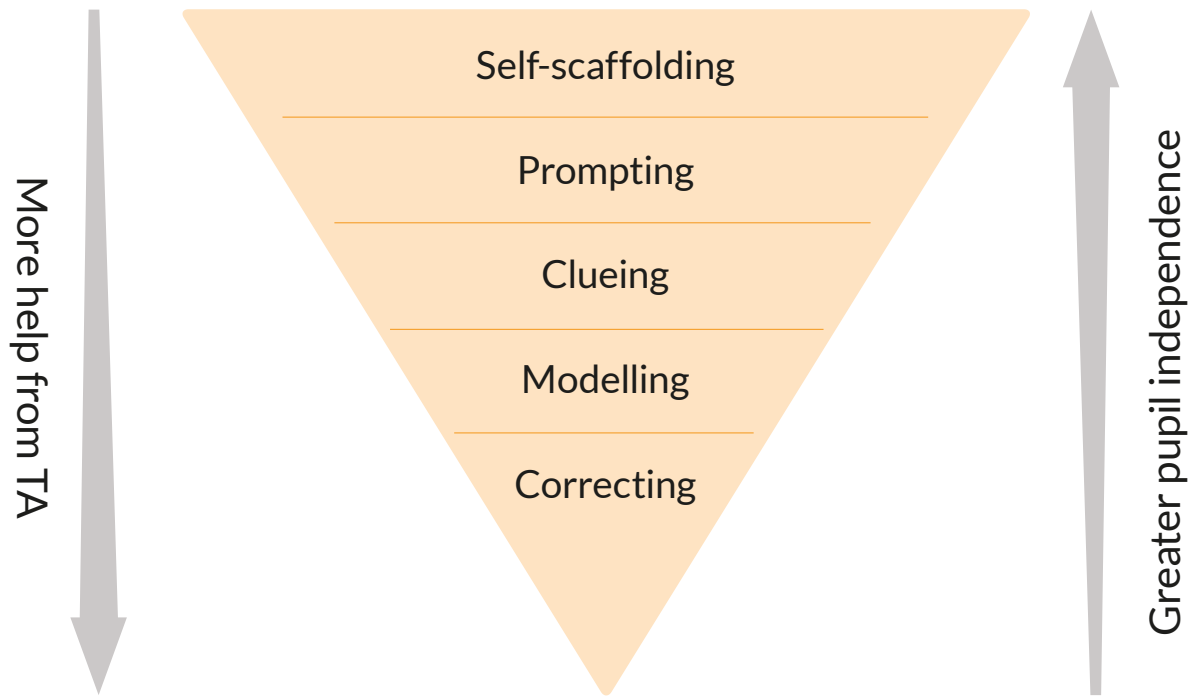 Self-scaffolding
Prompting
Clueing
Modelling
Correcting
More help from TA
Greater pupil independence